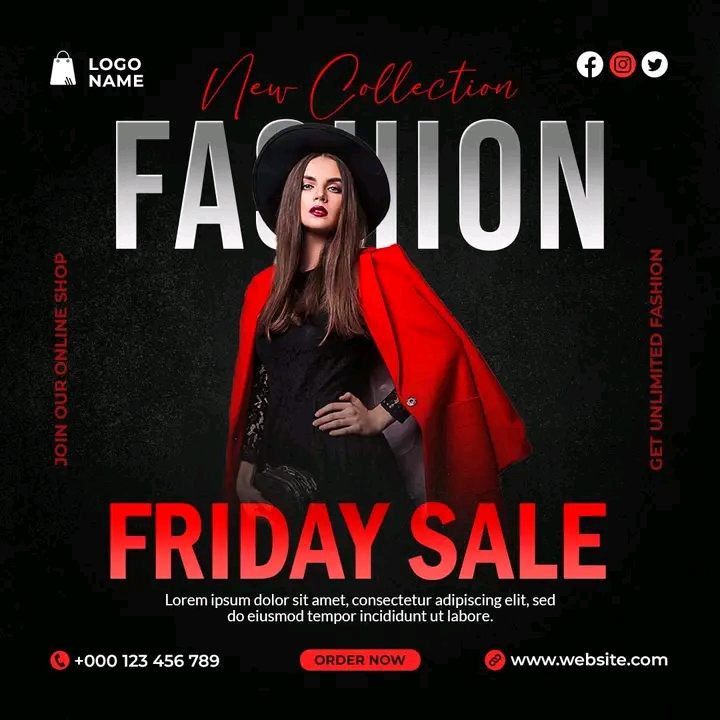 LOGO
NAME
New Collection
FASHION
JOIN OUR ONLINE SHOP
GET UNLIMITED FASHION
FRIDAY SALE
Lorem ipsum dolor sit amet, consectetur adipiscing elit, sed
do eiusmod tempor incididunt ut labore.
+000 123 456 789
ORDER NOW
www.website.com